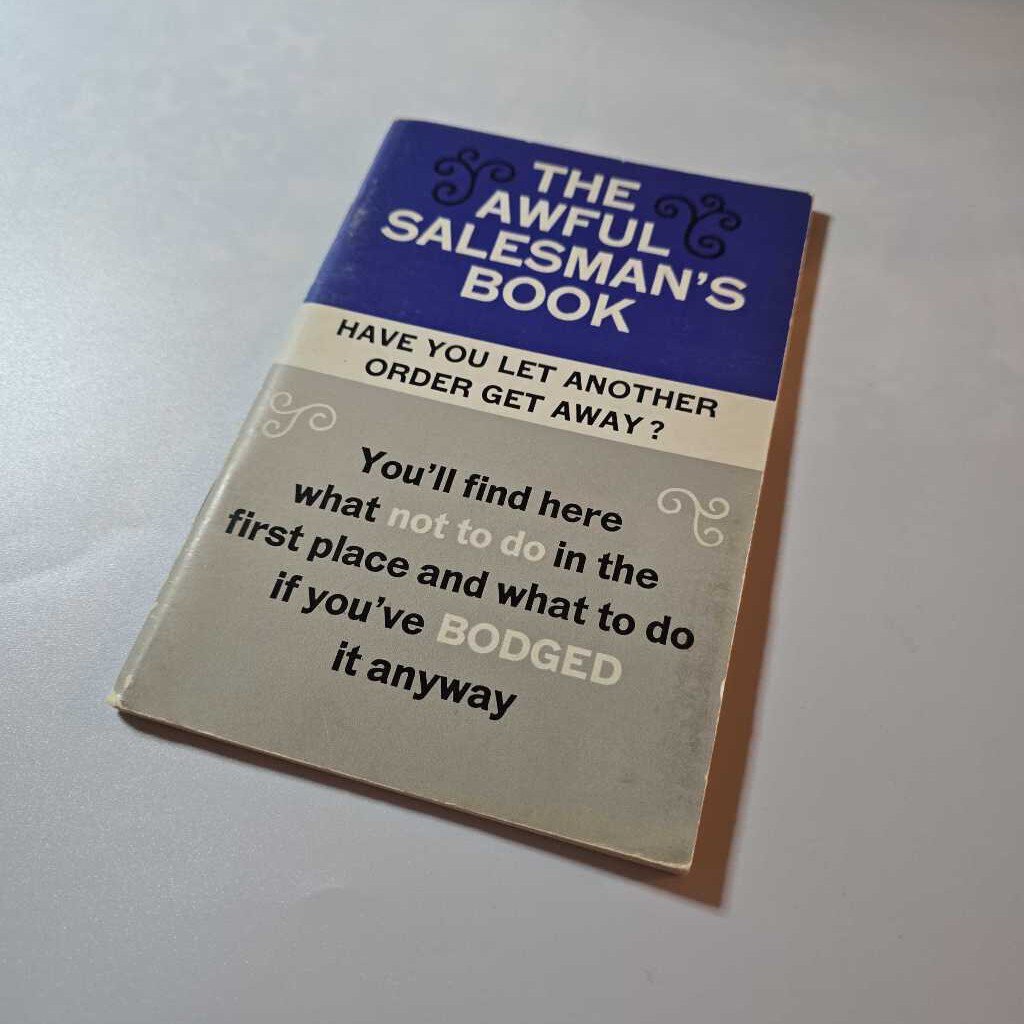 THE
AWFUL
SALESMAN'S
BOOK
HAVE YOU LET ANOTHER
ORDER GET AWAY?
You'll find here
what not to do in the
first place and what to do
if you've BODGED
it anyway